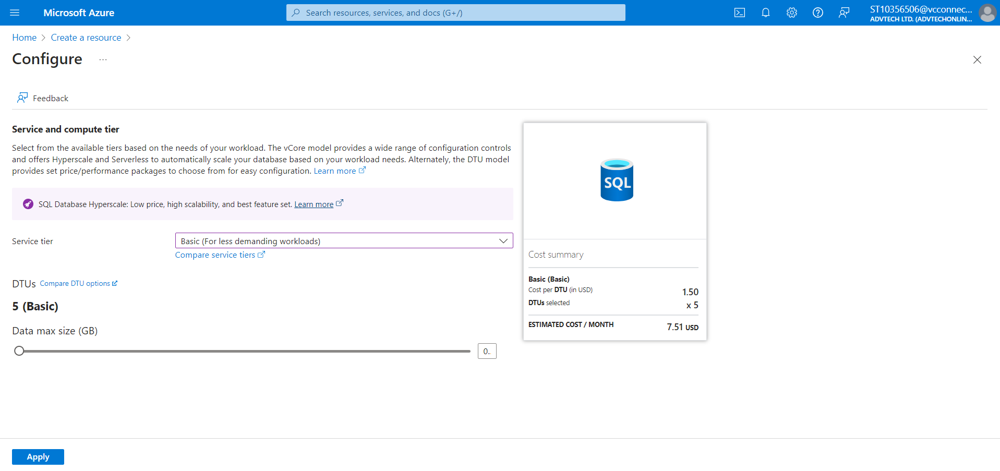 Microsoft Azure
Search resources, services, and docs (G+/)
ST10356506@vcconnec...
ADVTECH LTD. (ADVTECHONLIN...
Home > Create a resource >
Configure ...
Feedback
Service and compute tier
Select from the available tiers based on the needs of your workload. The vCore model provides a wide range of configuration controls
and offers Hyperscale and Serverless to automatically scale your database based on your workload needs. Alternately, the DTU model
provides set price/performance packages to choose from for easy configuration. Learn more
SQL Database Hyperscale: Low price, high scalability, and best feature set. Learn more
Service tier
Basic (For less demanding workloads)
Compare service tiers
DTUs Compare DTU options
5 (Basic)
Data max size (GB)
0.
SQL
Cost summary
Basic (Basic)
Cost per DTU (in USD) 1.50
DTUs selected x 5
ESTIMATED COST / MONTH 7.51 USD
Apply